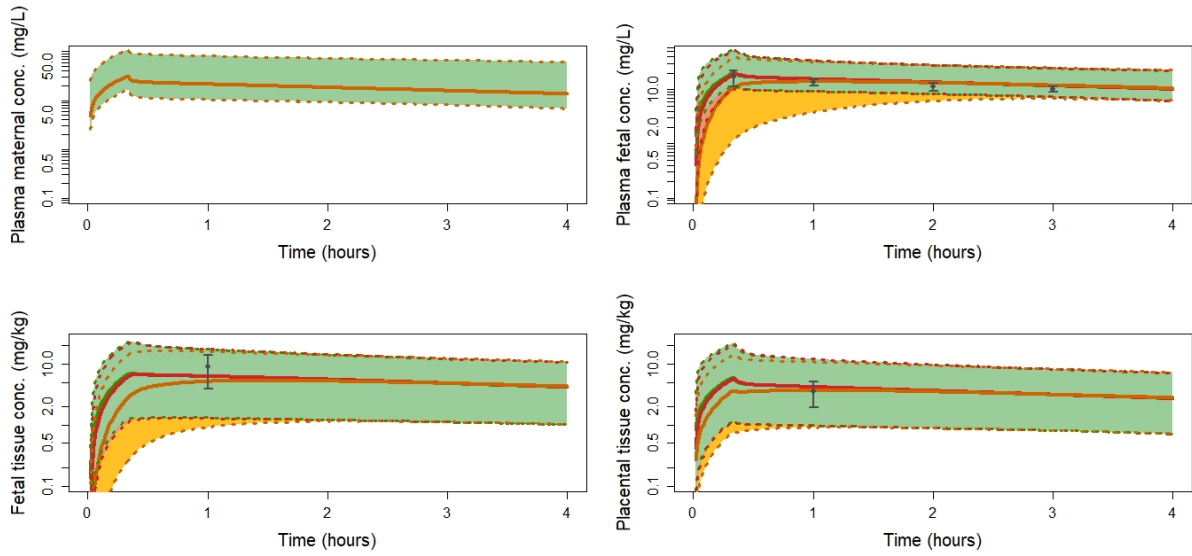 Plasma maternal conc. (mg/L)
50.0
5.0
0.5
0.1
0 1 2 3 4
Time (hours)
Plasma fetal conc. (mg/L)
10.0
2.0
0.5
0.1
0 1 2 3 4
Time (hours)
Fetal tissue conc. (mg/kg)
10.0
2.0
0.5
0.1
0 1 2 3 4
Time (hours)
Placental tissue conc. (mg/kg)
10.0
2.0
0.5
0.1
0 1 2 3 4
Time (hours)